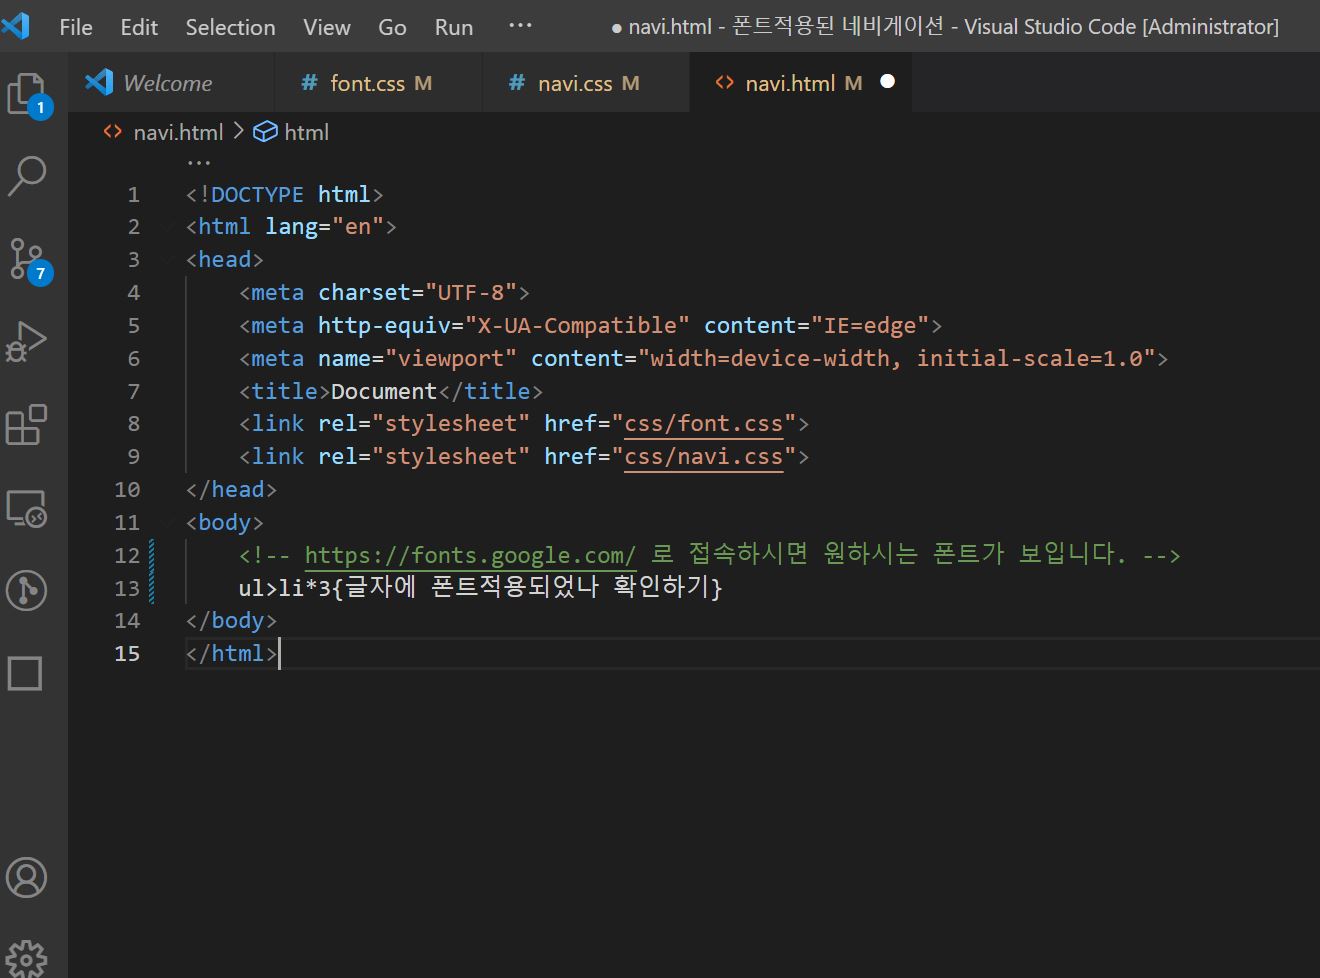 File Edit Selection View Go Run ··· ● navi.html - 폰트적용된 네비게이션 - Visual Studio Code [Administrator]
Welcome # font.css M # navi.css M <> navi.html M ●
1
<> navi.html > html
···
1 <!DOCTYPE html>
2 <html lang="en">
3 <head>
4 <meta charset="UTF-8">
5 <meta http-equiv="X-UA-Compatible" content="IE=edge">
6 <meta name="viewport" content="width=device-width, initial-scale=1.0">
7 <title>Document</title>
7
8 <link rel="stylesheet" href="css/font.css">
9 <link rel="stylesheet" href="css/navi.css">
10 </head>
11 <body>
12 <!-- https://fonts.google.com/ 로 접속하시면 원하시는 폰트가 보입니다. -->
13 ul>li*3{글자에 폰트적용되었나 확인하기}
14 </body>
15 </html>